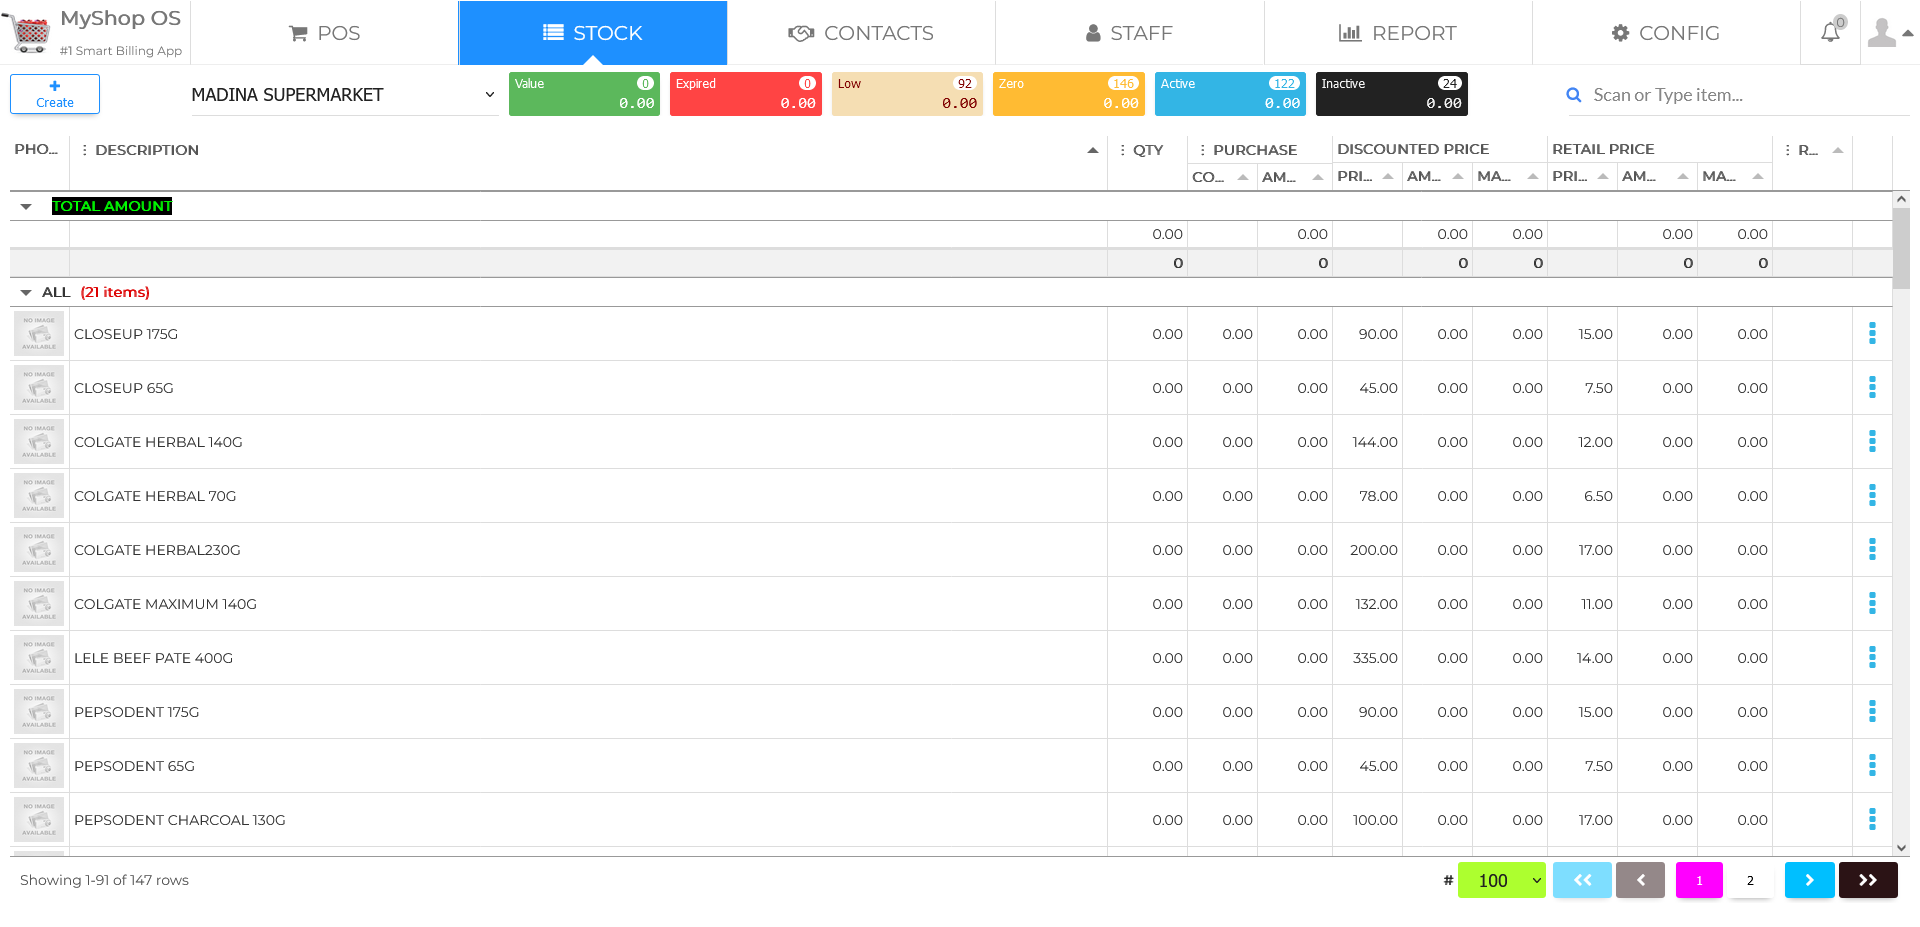 MyShop OS
#1 Smart Billing App
POS
STOCK
CONTACTS
STAFF
REPORT
CONFIG
0
+
Create
MADINA SUPERMARKET
Value 0
0.00
Expired 0
0.00
Low 92
0.00
Zero 146
0.00
Active 122
0.00
Inactive 24
0.00
Scan or Type item...
PHO... DESCRIPTION QTY PURCHASE DISCOUNTED PRICE RETAIL PRICE R...
CO... AM... PRI... AM... MA... PRI... AM... MA...
TOTAL AMOUNT
0.00 0.00 0.00 0.00 0.00 0.00
0 0 0 0 0 0
ALL (21 items)
NO IMAGE AVAILABLE CLOSEUP 175G 0.00 0.00 0.00 90.00 0.00 0.00 15.00 0.00 0.00
NO IMAGE AVAILABLE CLOSEUP 65G 0.00 0.00 0.00 45.00 0.00 0.00 7.50 0.00 0.00
NO IMAGE AVAILABLE COLGATE HERBAL 140G 0.00 0.00 0.00 144.00 0.00 0.00 12.00 0.00 0.00
NO IMAGE AVAILABLE COLGATE HERBAL 70G 0.00 0.00 0.00 78.00 0.00 0.00 6.50 0.00 0.00
NO IMAGE AVAILABLE COLGATE HERBAL230G 0.00 0.00 0.00 200.00 0.00 0.00 17.00 0.00 0.00
NO IMAGE AVAILABLE COLGATE MAXIMUM 140G 0.00 0.00 0.00 132.00 0.00 0.00 11.00 0.00 0.00
NO IMAGE AVAILABLE LELE BEEF PATE 400G 0.00 0.00 0.00 335.00 0.00 0.00 14.00 0.00 0.00
NO IMAGE AVAILABLE PEPSODENT 175G 0.00 0.00 0.00 90.00 0.00 0.00 15.00 0.00 0.00
NO IMAGE AVAILABLE PEPSODENT 65G 0.00 0.00 0.00 45.00 0.00 0.00 7.50 0.00 0.00
NO IMAGE AVAILABLE PEPSODENT CHARCOAL 130G 0.00 0.00 0.00 100.00 0.00 0.00 17.00 0.00 0.00
Showing 1-91 of 147 rows
# 100 1 2